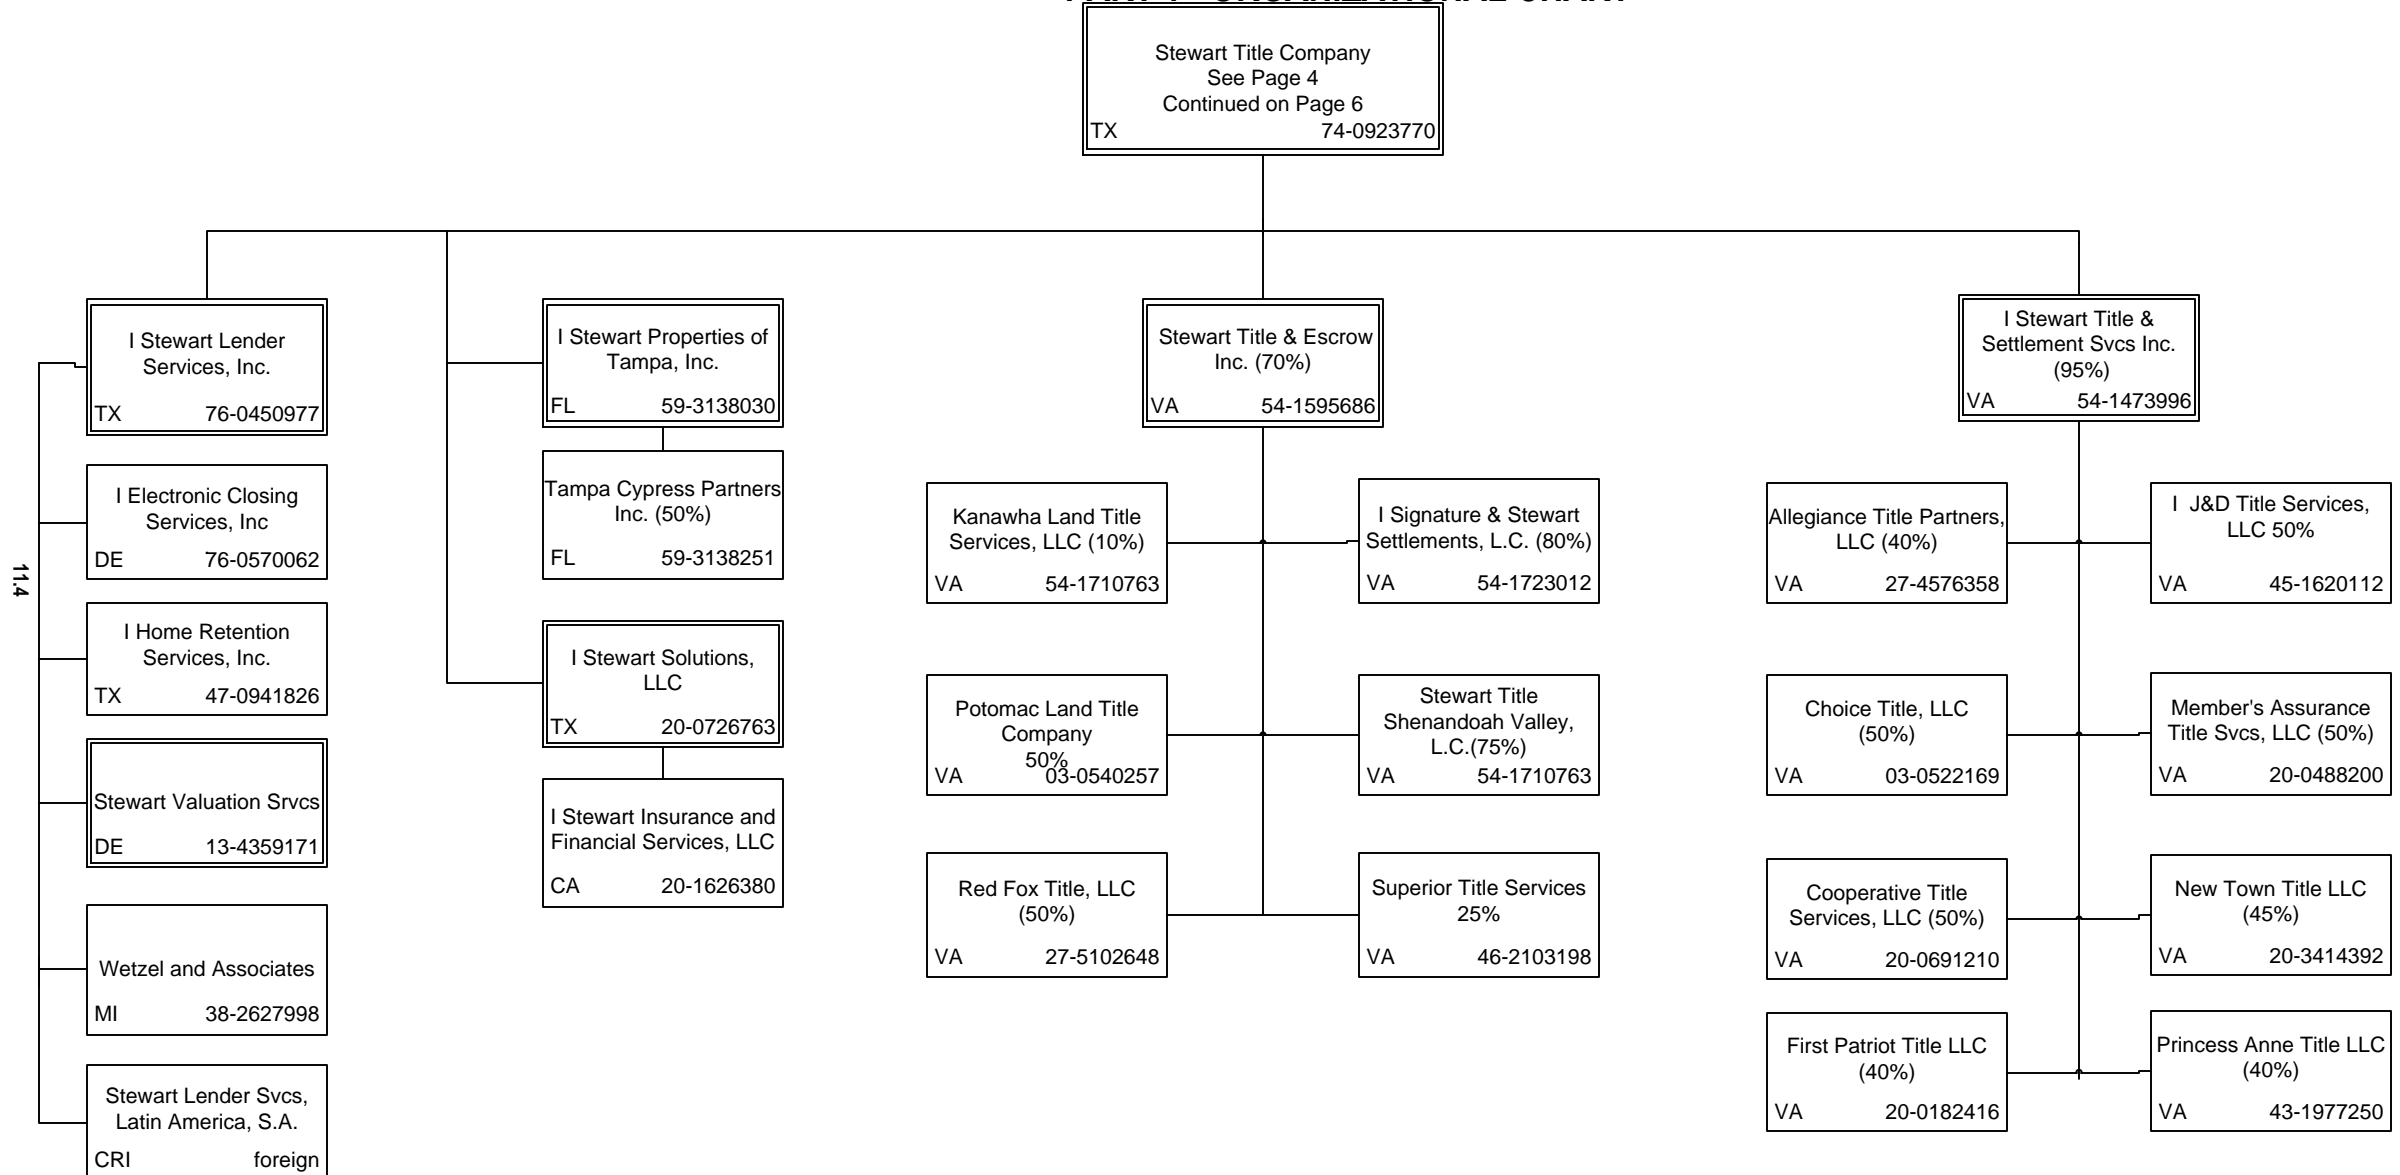 PART 1 - ORGANIZATIONAL CHART
Stewart Title Company
See Page 4
Continued on Page 6
TX 74-0923770
I Stewart Lender
Services, Inc.
TX 76-0450977
I Electronic Closing
Services, Inc
DE 76-0570062
I Home Retention
Services, Inc.
TX 47-0941826
Stewart Valuation Srvcs
DE 13-4359171
Wetzel and Associates
MI 38-2627998
Stewart Lender Svcs,
Latin America, S.A.
CRI foreign
11.4
I Stewart Properties of
Tampa, Inc.
FL 59-3138030
Tampa Cypress Partners
Inc. (50%)
FL 59-3138251
I Stewart Solutions,
LLC
TX 20-0726763
I Stewart Insurance and
Financial Services, LLC
CA 20-1626380
Stewart Title & Escrow
Inc. (70%)
VA 54-1595686
Kanawha Land Title
Services, LLC (10%)
VA 54-1710763
I Signature & Stewart
Settlements, L.C. (80%)
VA 54-1723012
Potomac Land Title
Company
50%
VA 03-0540257
Stewart Title
Shenandoah Valley,
L.C.(75%)
VA 54-1710763
Red Fox Title, LLC
(50%)
VA 27-5102648
Superior Title Services
25%
VA 46-2103198
I Stewart Title &
Settlement Svcs Inc.
(95%)
VA 54-1473996
Allegiance Title Partners,
LLC (40%)
VA 27-4576358
I J&D Title Services,
LLC 50%
VA 45-1620112
Choice Title, LLC
(50%)
VA 03-0522169
Member's Assurance
Title Svcs, LLC (50%)
VA 20-0488200
Cooperative Title
Services, LLC (50%)
VA 20-0691210
New Town Title LLC
(45%)
VA 20-3414392
First Patriot Title LLC
(40%)
VA 20-0182416
Princess Anne Title LLC
(40%)
VA 43-1977250